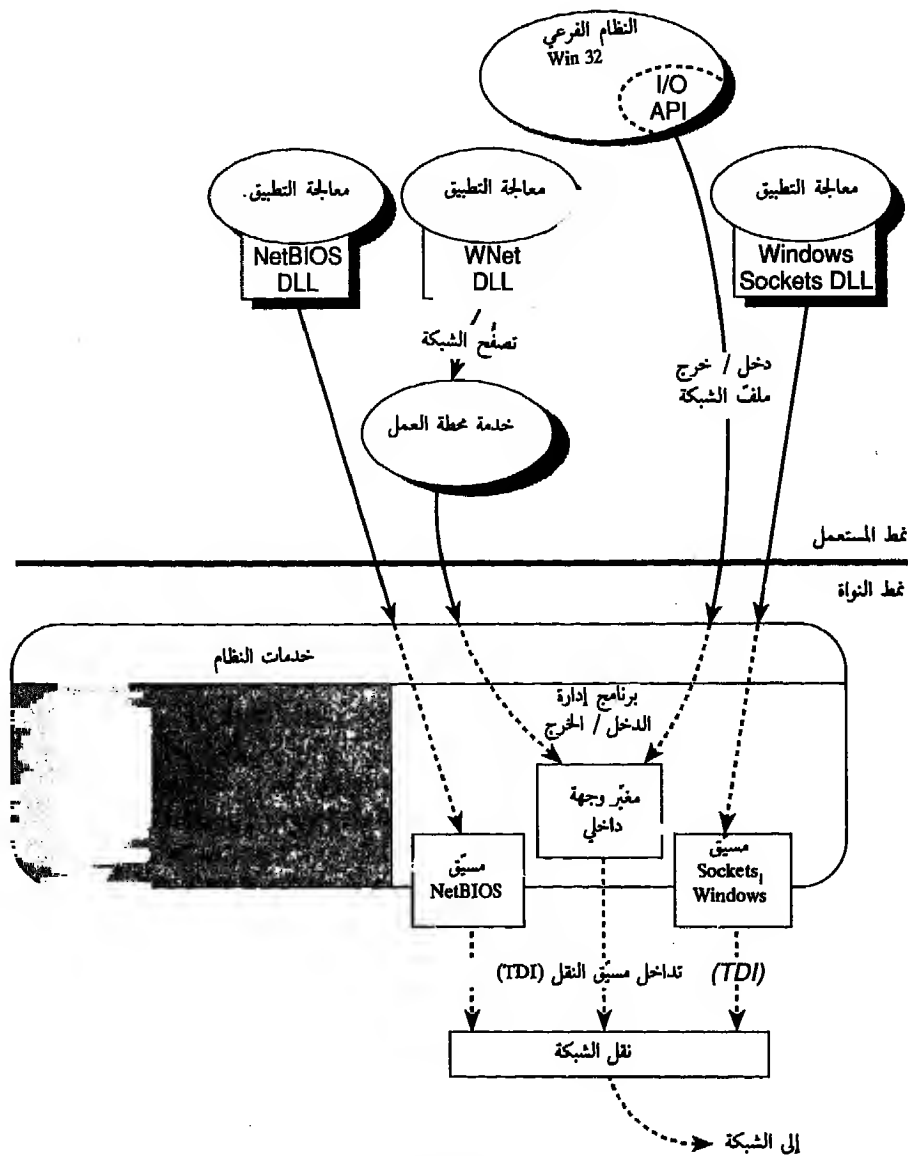 النظام الفرعي
Win 32
I/O
API
معالجة التطبيق
معالجة التطبيق
معالجة التطبيق.
Windows
Sockets DLL
WNet
DLL
NetBIOS
DLL
تصفُّح الشبكة
دخل / خرج
ملفّ الشبكة
خدمة محطة العمل
نمط المستعمل
نمط النواة
خدمات النظام
برنامج إدارة
الدخل / الخرج
مغيّر وجهة
داخلي
مسيّق
Sockets
Windows
مسيّق
NetBIOS
(TDI)
تداخل مسيّق النقل (TDI)
نقل الشبكة
إلى الشبكة